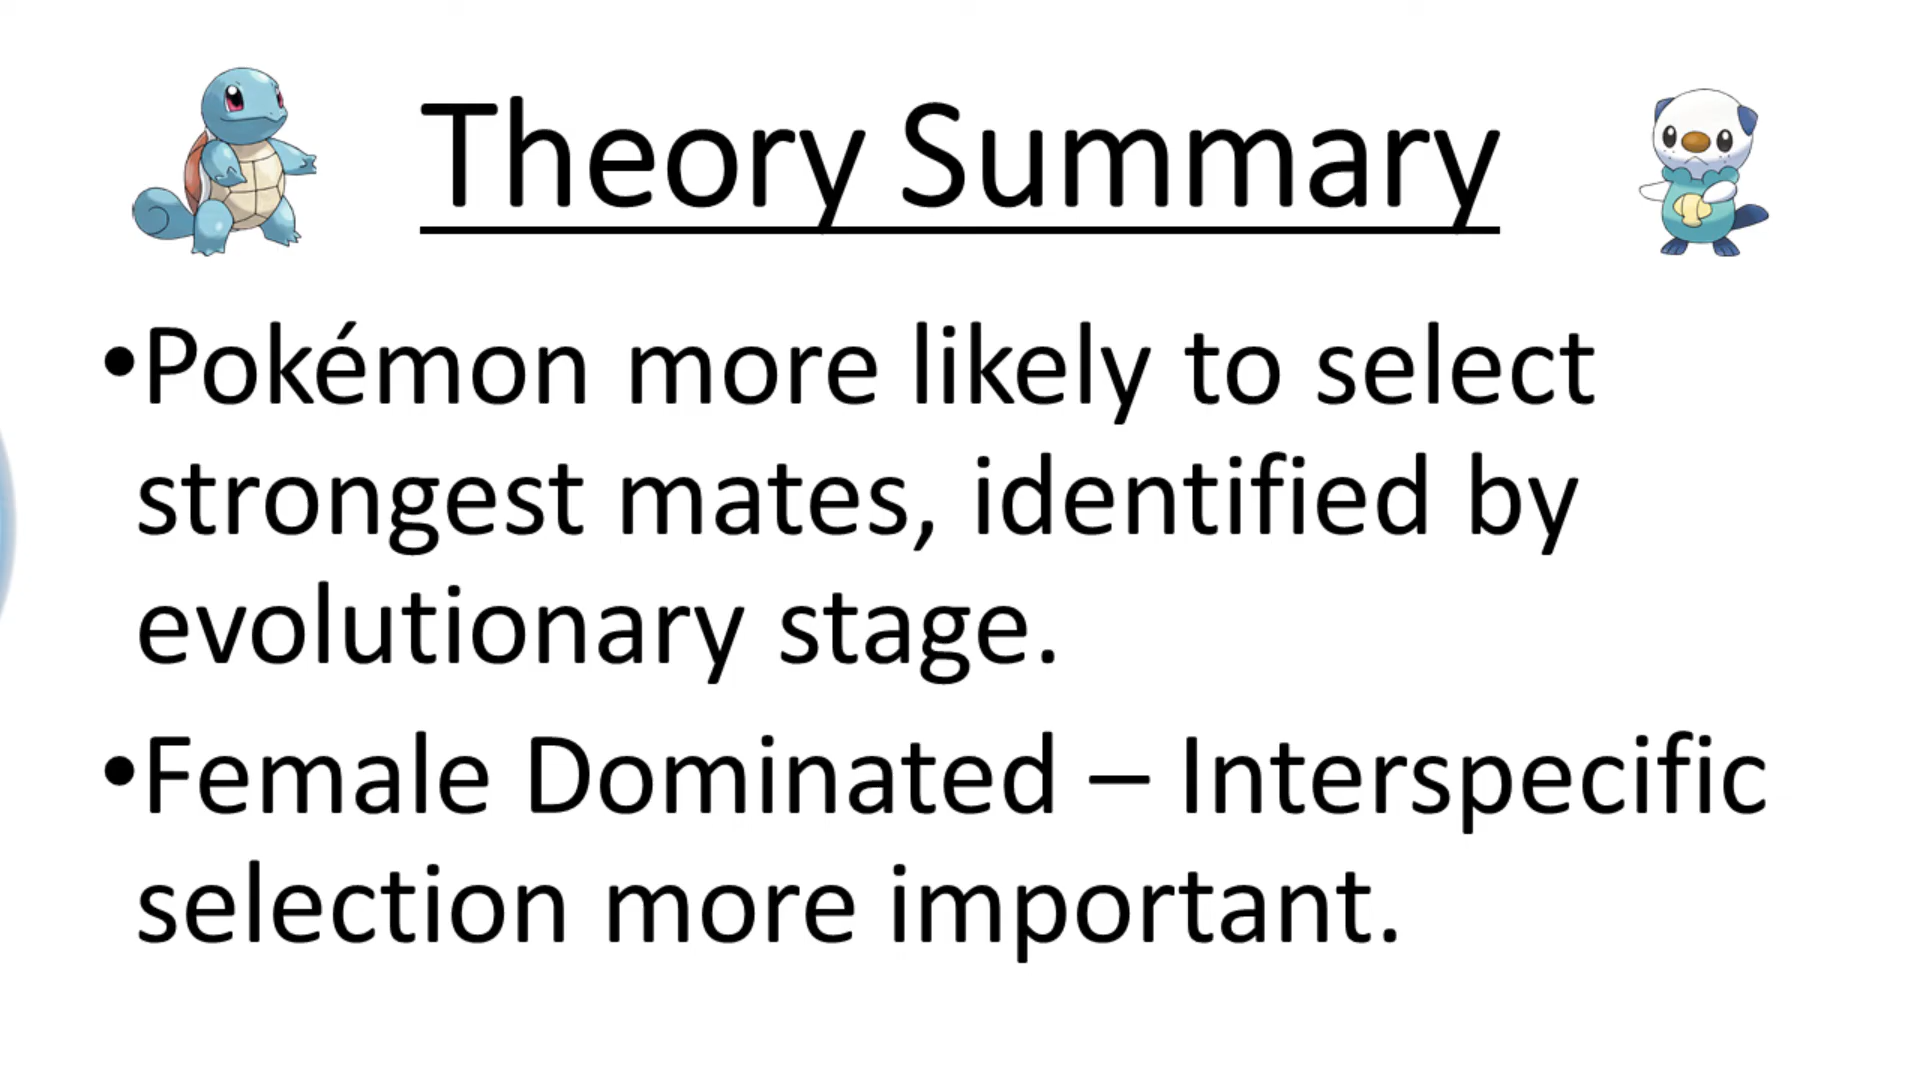 Theory Summary
•Pokémon more likely to select
strongest mates, identified by
evolutionary stage.
•Female Dominated – Interspecific
selection more important.